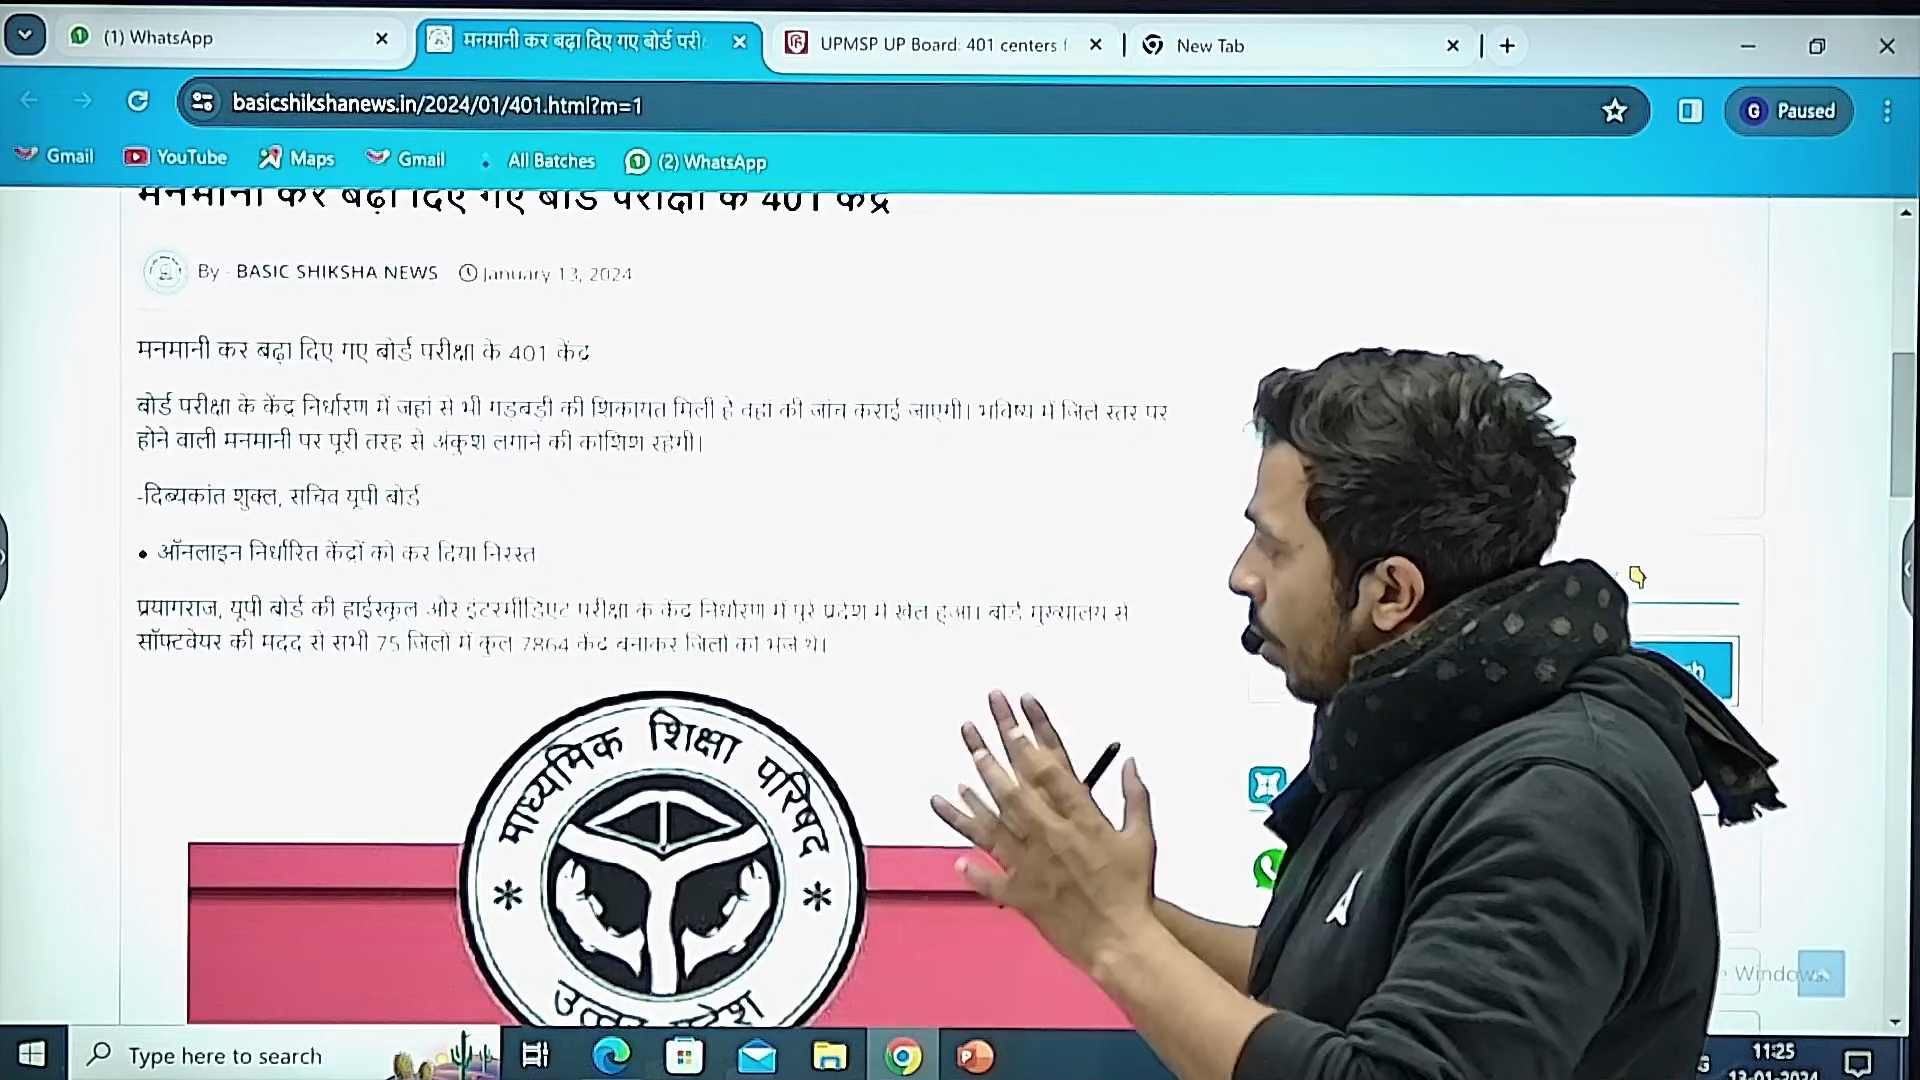 (1) WhatsApp
मनमानी कर बढ़ा दिए गए बोर्ड परी
UPMSP UP Board: 401 centers f
New Tab
basicshikshanews.in/2024/01/401.html?m=1
G Paused
Gmail
YouTube
Maps
Gmail
All Batches
(2) WhatsApp
मनमानी कर बढ़ा दिए गए बोर्ड परीक्षा के 401 केंद्र
By - BASIC SHIKSHA NEWS January 13, 2024
मनमानी कर बढ़ा दिए गए बोर्ड परीक्षा के 401 केंद्र
बोर्ड परीक्षा के केंद्र निर्धारण में जहां से भी गड़बड़ी की शिकायत मिली है वहां की जांच कराई जाएगी। भविष्य में जिले स्तर पर
होने वाली मनमानी पर पूरी तरह से अंकुश लगाने की कोशिश रहेगी।
-दिब्यकांत शुक्ल, सचिव यूपी बोर्ड
• ऑनलाइन निर्धारित केंद्रों को कर दिया निरस्त
प्रयागराज, यूपी बोर्ड की हाईस्कूल और इंटरमीडिएट परीक्षा के केंद्र निर्धारण में पूरे प्रदेश में खेल हुआ। बोर्ड मुख्यालय से
सॉफ्टवेयर की मदद से सभी 75 जिलों में कुल 7864 केंद्र बनाकर जिलों को भेजे थे।
माध्यमिक शिक्षा परिषद
उत्तर प्रदेश
Windows
Type here to search
11:25
13-01-2024